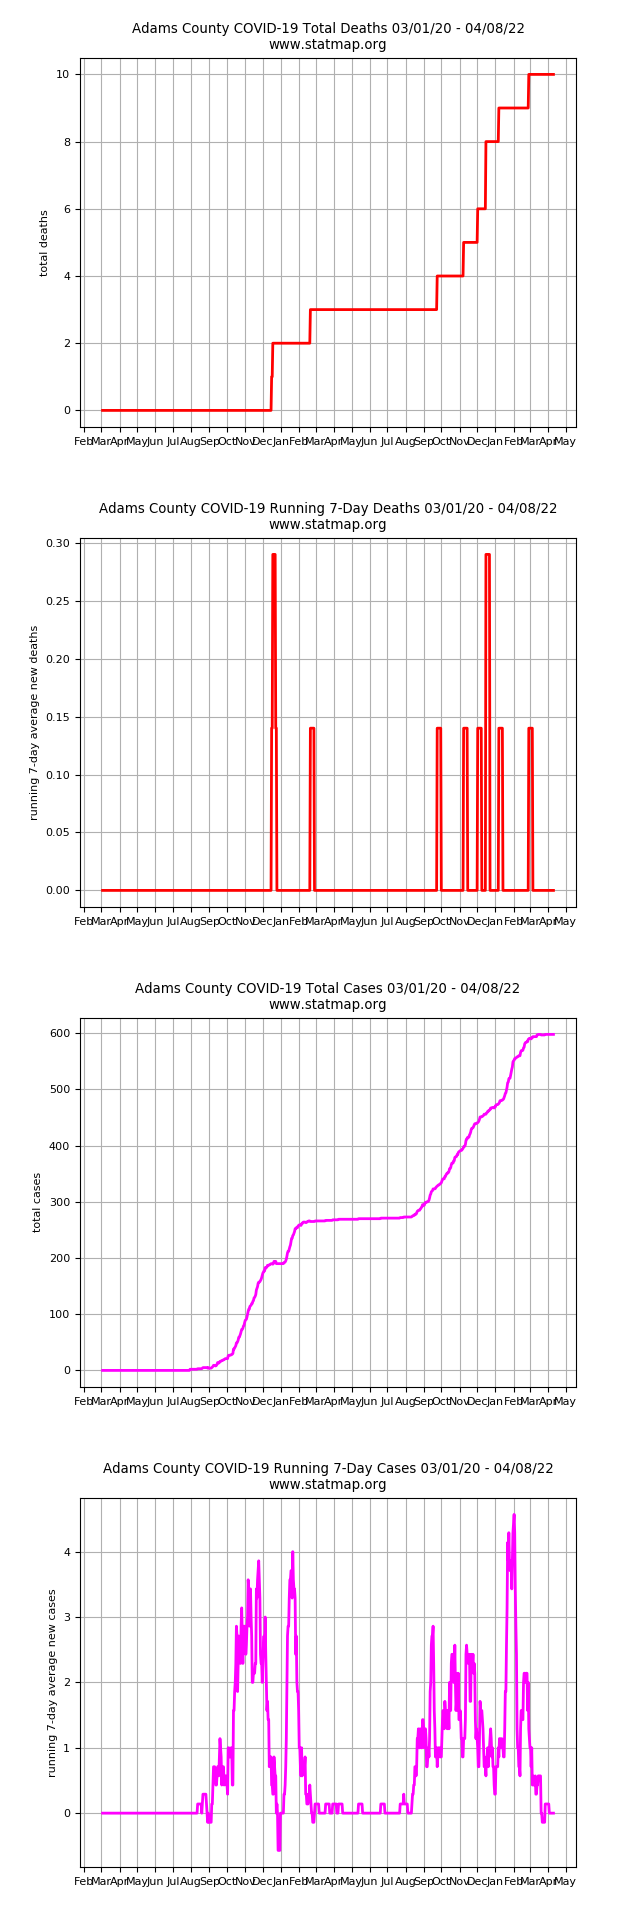 Adams County COVID-19 Total Deaths 03/01/20 - 04/08/22
www.statmap.org
10
8
6
4
2
0
total deaths
Feb Mar Apr May Jun Jul Aug Sep Oct Nov Dec Jan Feb Mar Apr May Jun Jul Aug Sep Oct Nov Dec Jan Feb Mar Apr May
Adams County COVID-19 Running 7-Day Deaths 03/01/20 - 04/08/22
www.statmap.org
0.30
0.25
0.20
0.15
0.10
0.05
0.00
running 7-day average new deaths
Feb Mar Apr May Jun Jul Aug Sep Oct Nov Dec Jan Feb Mar Apr May Jun Jul Aug Sep Oct Nov Dec Jan Feb Mar Apr May
Adams County COVID-19 Total Cases 03/01/20 - 04/08/22
www.statmap.org
600
500
400
300
200
100
0
total cases
Feb Mar Apr May Jun Jul Aug Sep Oct Nov Dec Jan Feb Mar Apr May Jun Jul Aug Sep Oct Nov Dec Jan Feb Mar Apr May
Adams County COVID-19 Running 7-Day Cases 03/01/20 - 04/08/22
www.statmap.org
4
3
2
1
0
running 7-day average new cases
Feb Mar Apr May Jun Jul Aug Sep Oct Nov Dec Jan Feb Mar Apr May Jun Jul Aug Sep Oct Nov Dec Jan Feb Mar Apr May